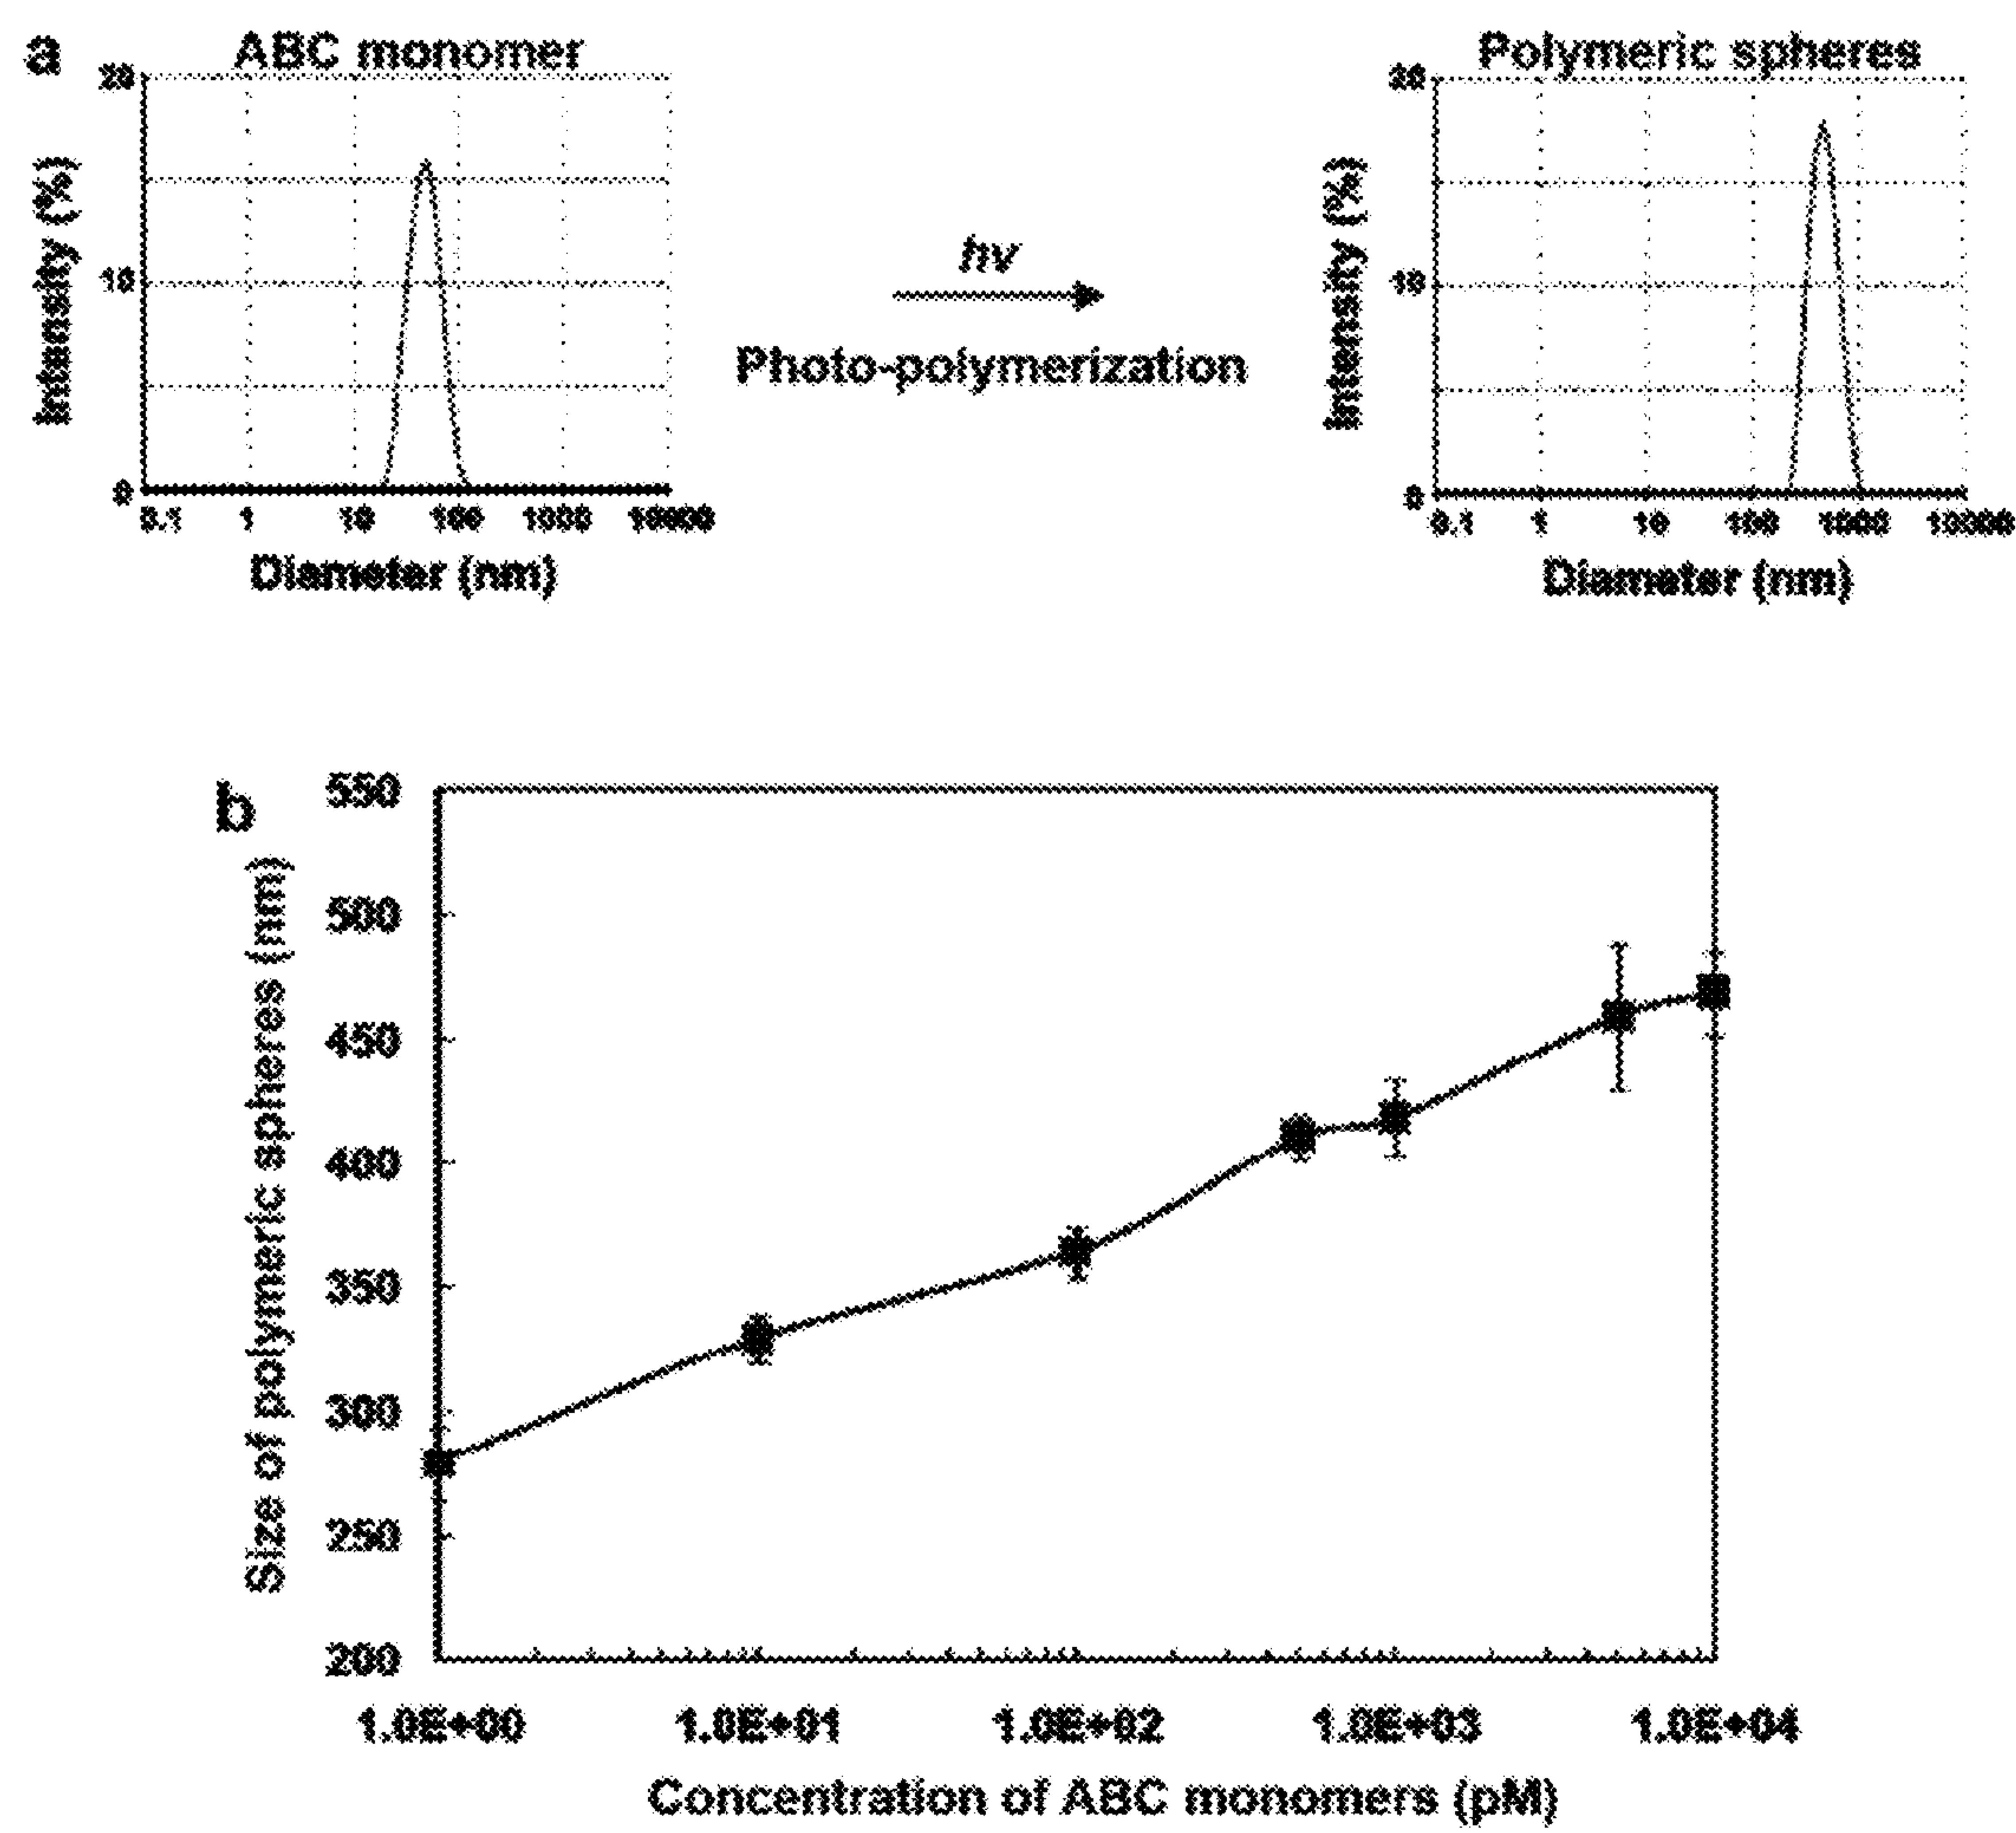 a
ABC monomer
20
10
0
Intensity (%)
0.1 1 10 100 1000 10000
Diameter (nm)
hv
Photo-polymerization
Polymeric spheres
20
10
0
Intensity (%)
0.1 1 10 100 1000 10000
Diameter (nm)
b
550
500
450
400
350
300
250
200
Size of polymeric spheres (nm)
1.0E+00 1.0E+01 1.0E+02 1.0E+03 1.0E+04
Concentration of ABC monomers (pM)